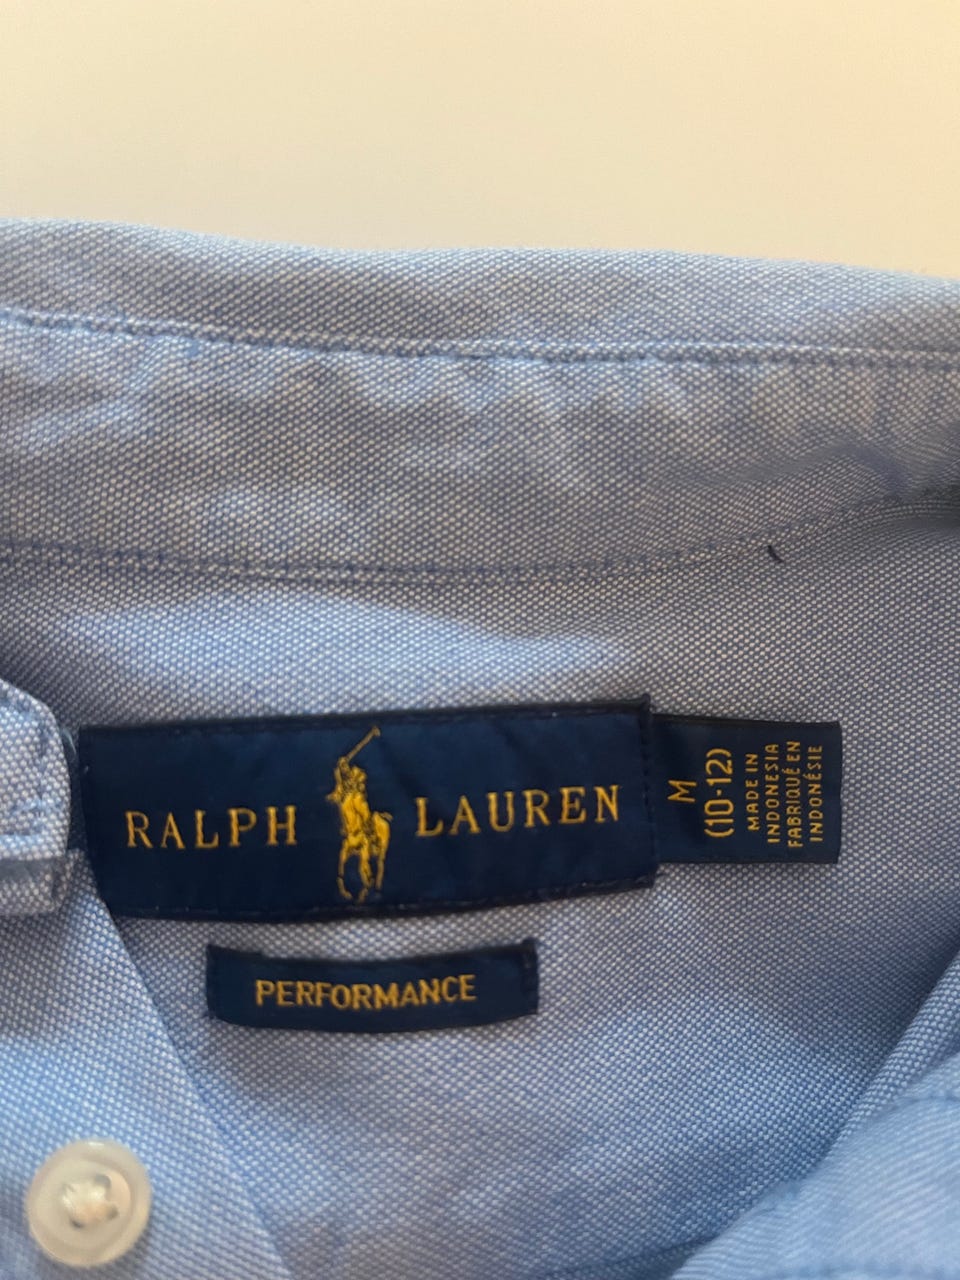 RALPH LAUREN
M
(10-12)
MADE IN
INDONESIA
FABRIQUÉ EN
INDONÉSIE
PERFORMANCE